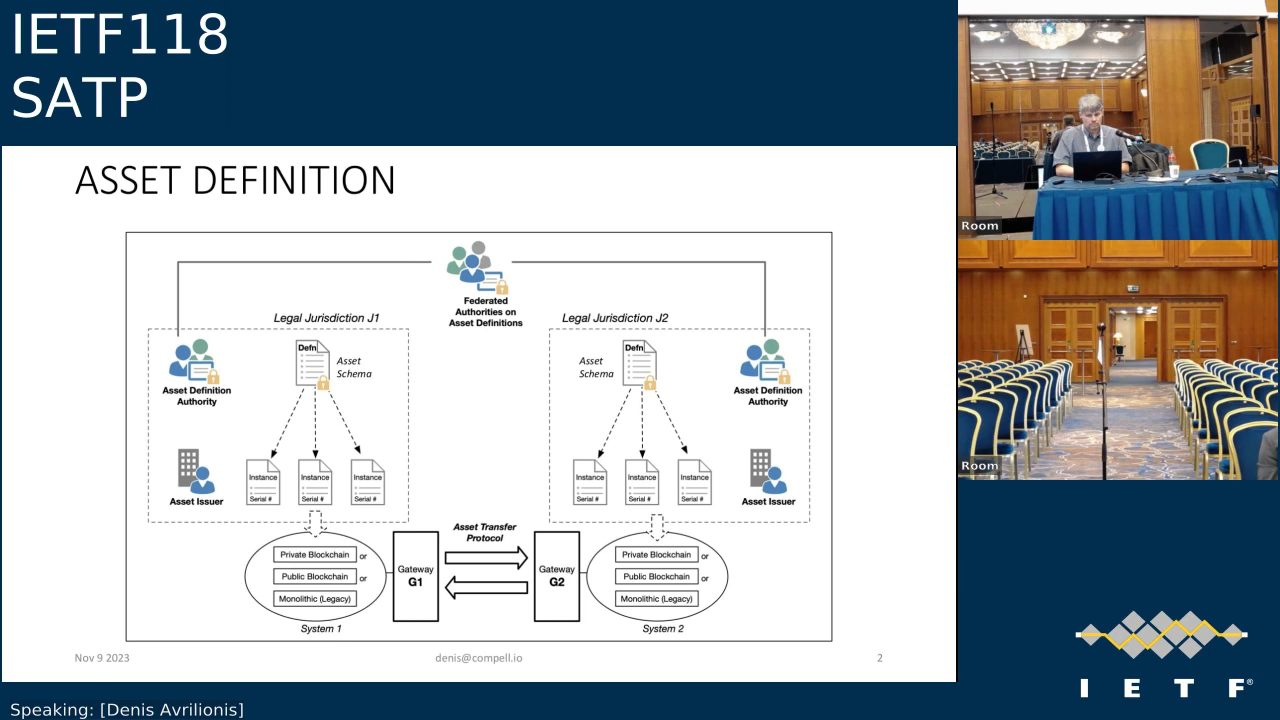 IETF118
SATP
ASSET DEFINITION
Federated
Authorities on
Asset Definitions
Legal Jurisdiction J1
Legal Jurisdiction J2
Defn
Asset
Schema
Asset
Schema
Defn
Asset Definition
Authority
Asset Definition
Authority
Instance
Serial #
Instance
Serial #
Instance
Serial #
Instance
Serial #
Instance
Serial #
Instance
Serial #
Asset Issuer
Asset Issuer
Asset Transfer
Protocol
Private Blockchain or
Public Blockchain or
Monolithic (Legacy)
System 1
Gateway
G1
Gateway
G2
Private Blockchain or
Public Blockchain or
Monolithic (Legacy)
System 2
Nov 9 2023
denis@compell.io
2
Room
Room
I E T F®
Speaking: [Denis Avrilionis]